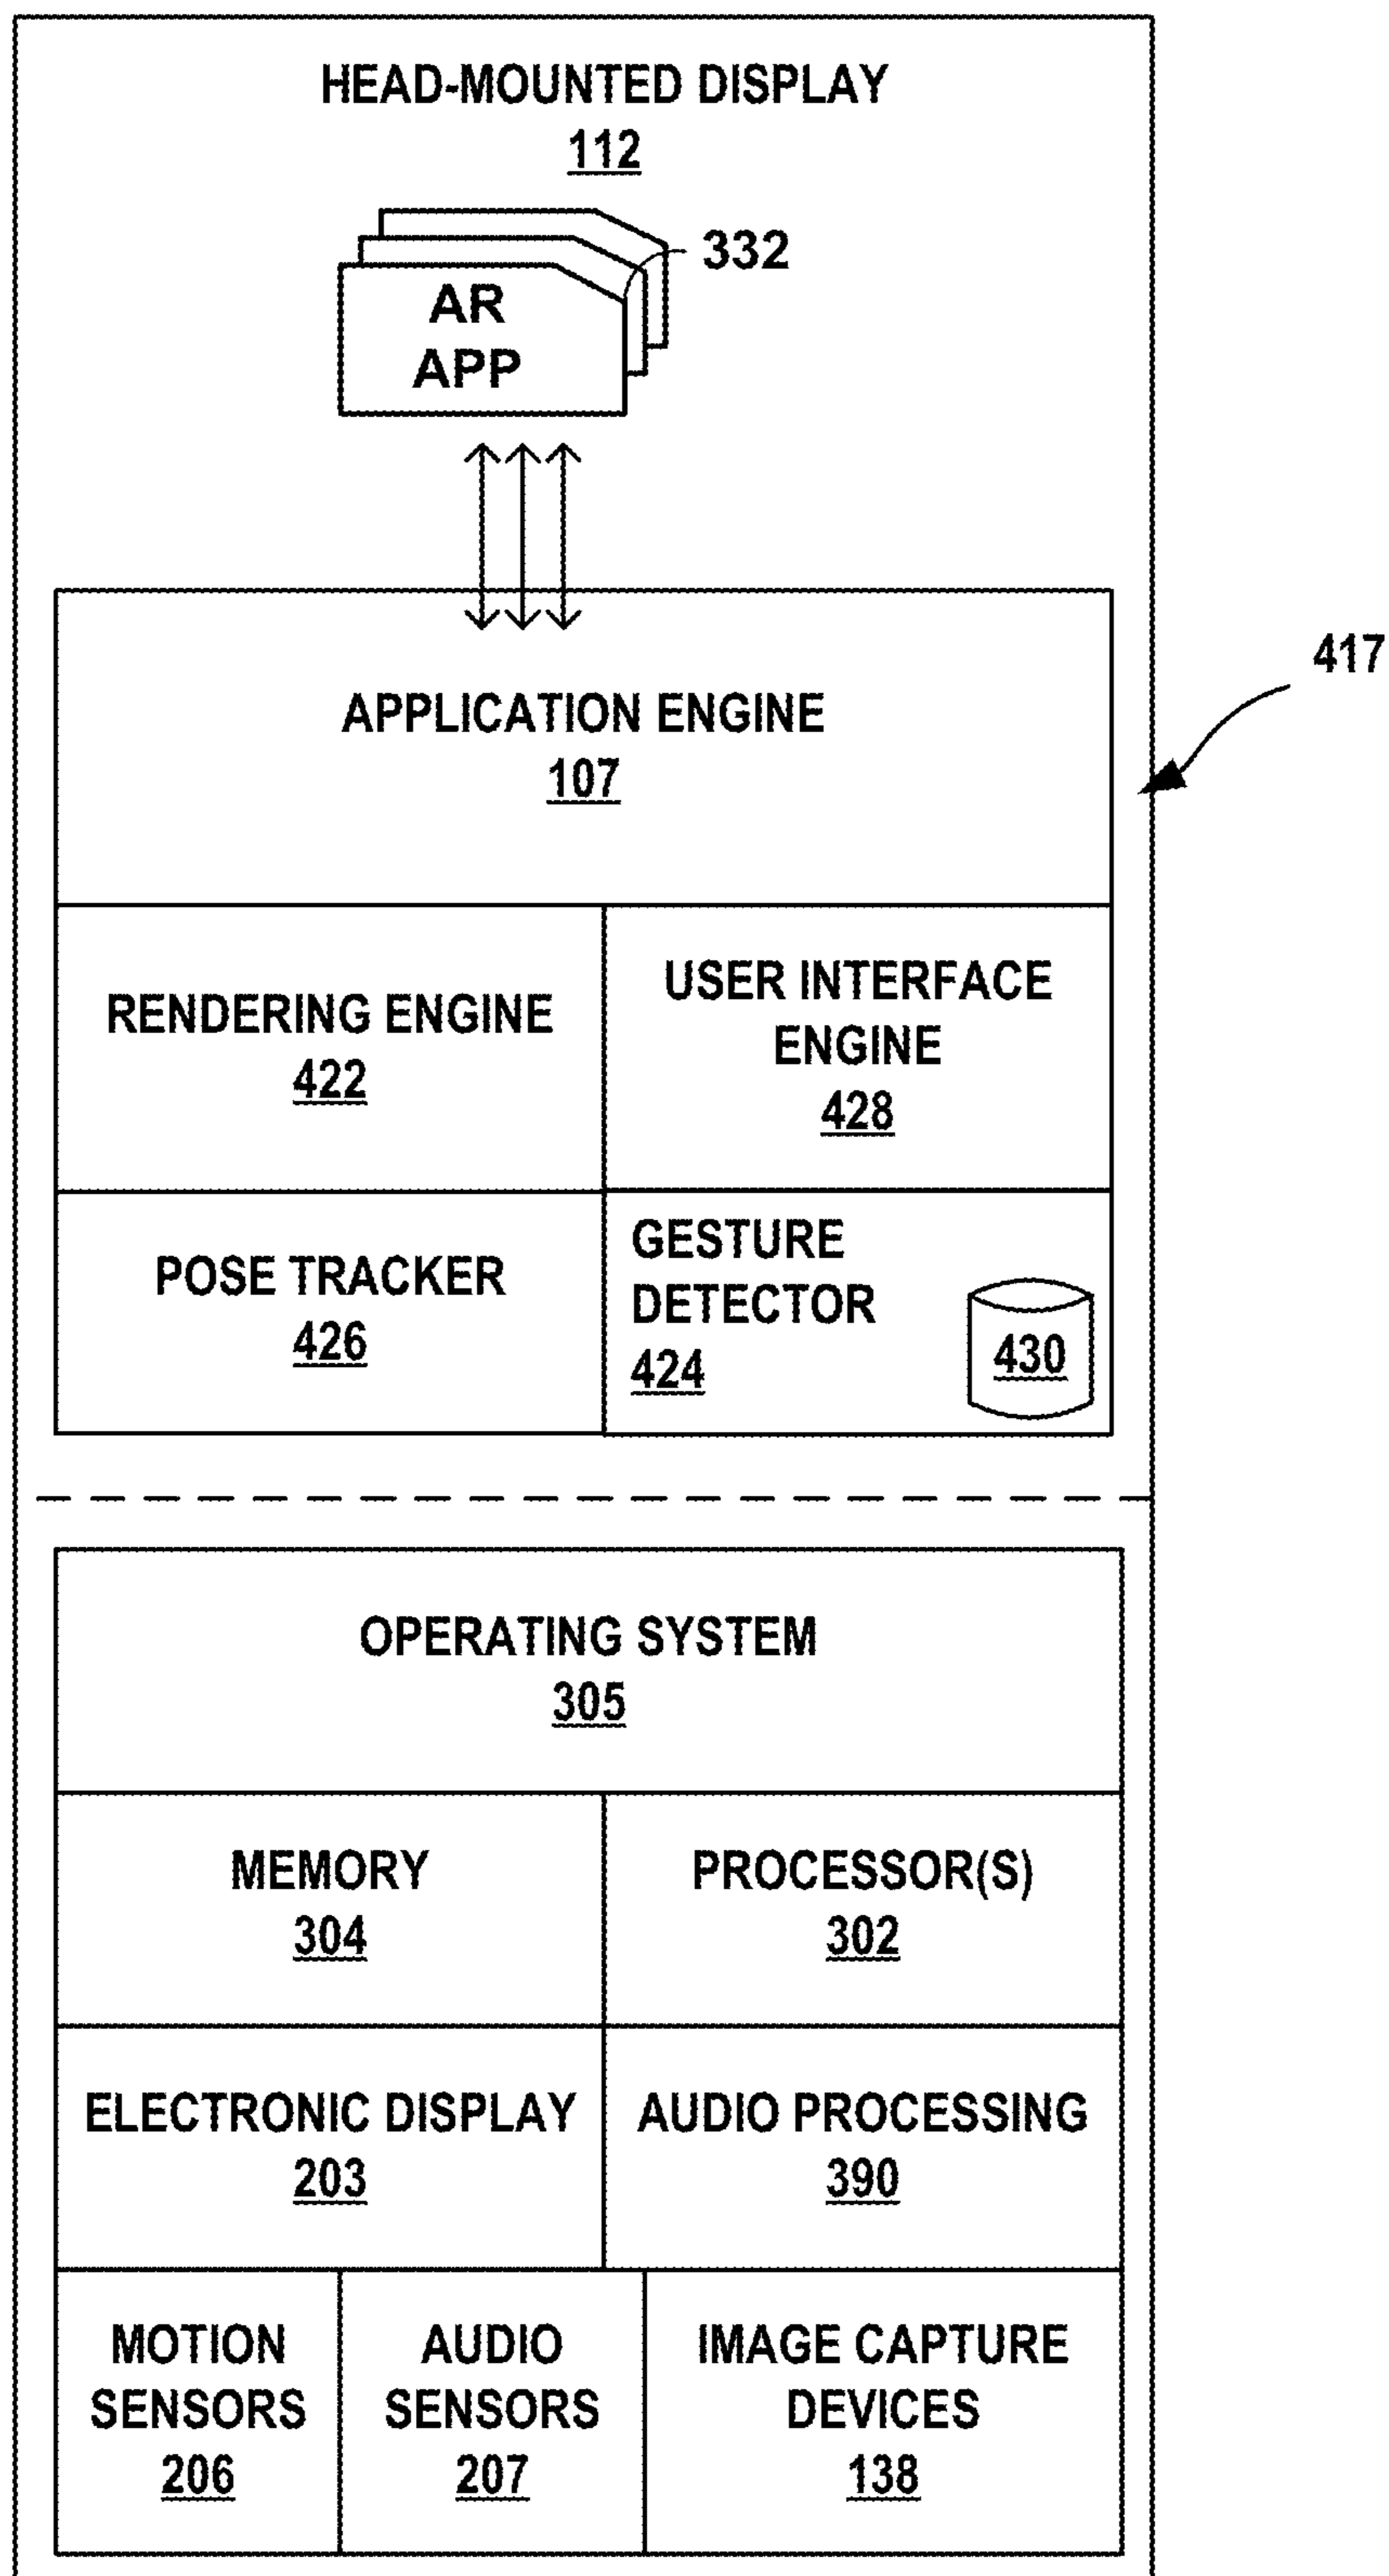 HEAD-MOUNTED DISPLAY
112
332
AR
APP
417
APPLICATION ENGINE
107
RENDERING ENGINE
422
USER INTERFACE
ENGINE
428
POSE TRACKER
426
GESTURE
DETECTOR
424
430
OPERATING SYSTEM
305
MEMORY
304
PROCESSOR(S)
302
ELECTRONIC DISPLAY
203
AUDIO PROCESSING
390
MOTION
SENSORS
206
AUDIO
SENSORS
207
IMAGE CAPTURE
DEVICES
138